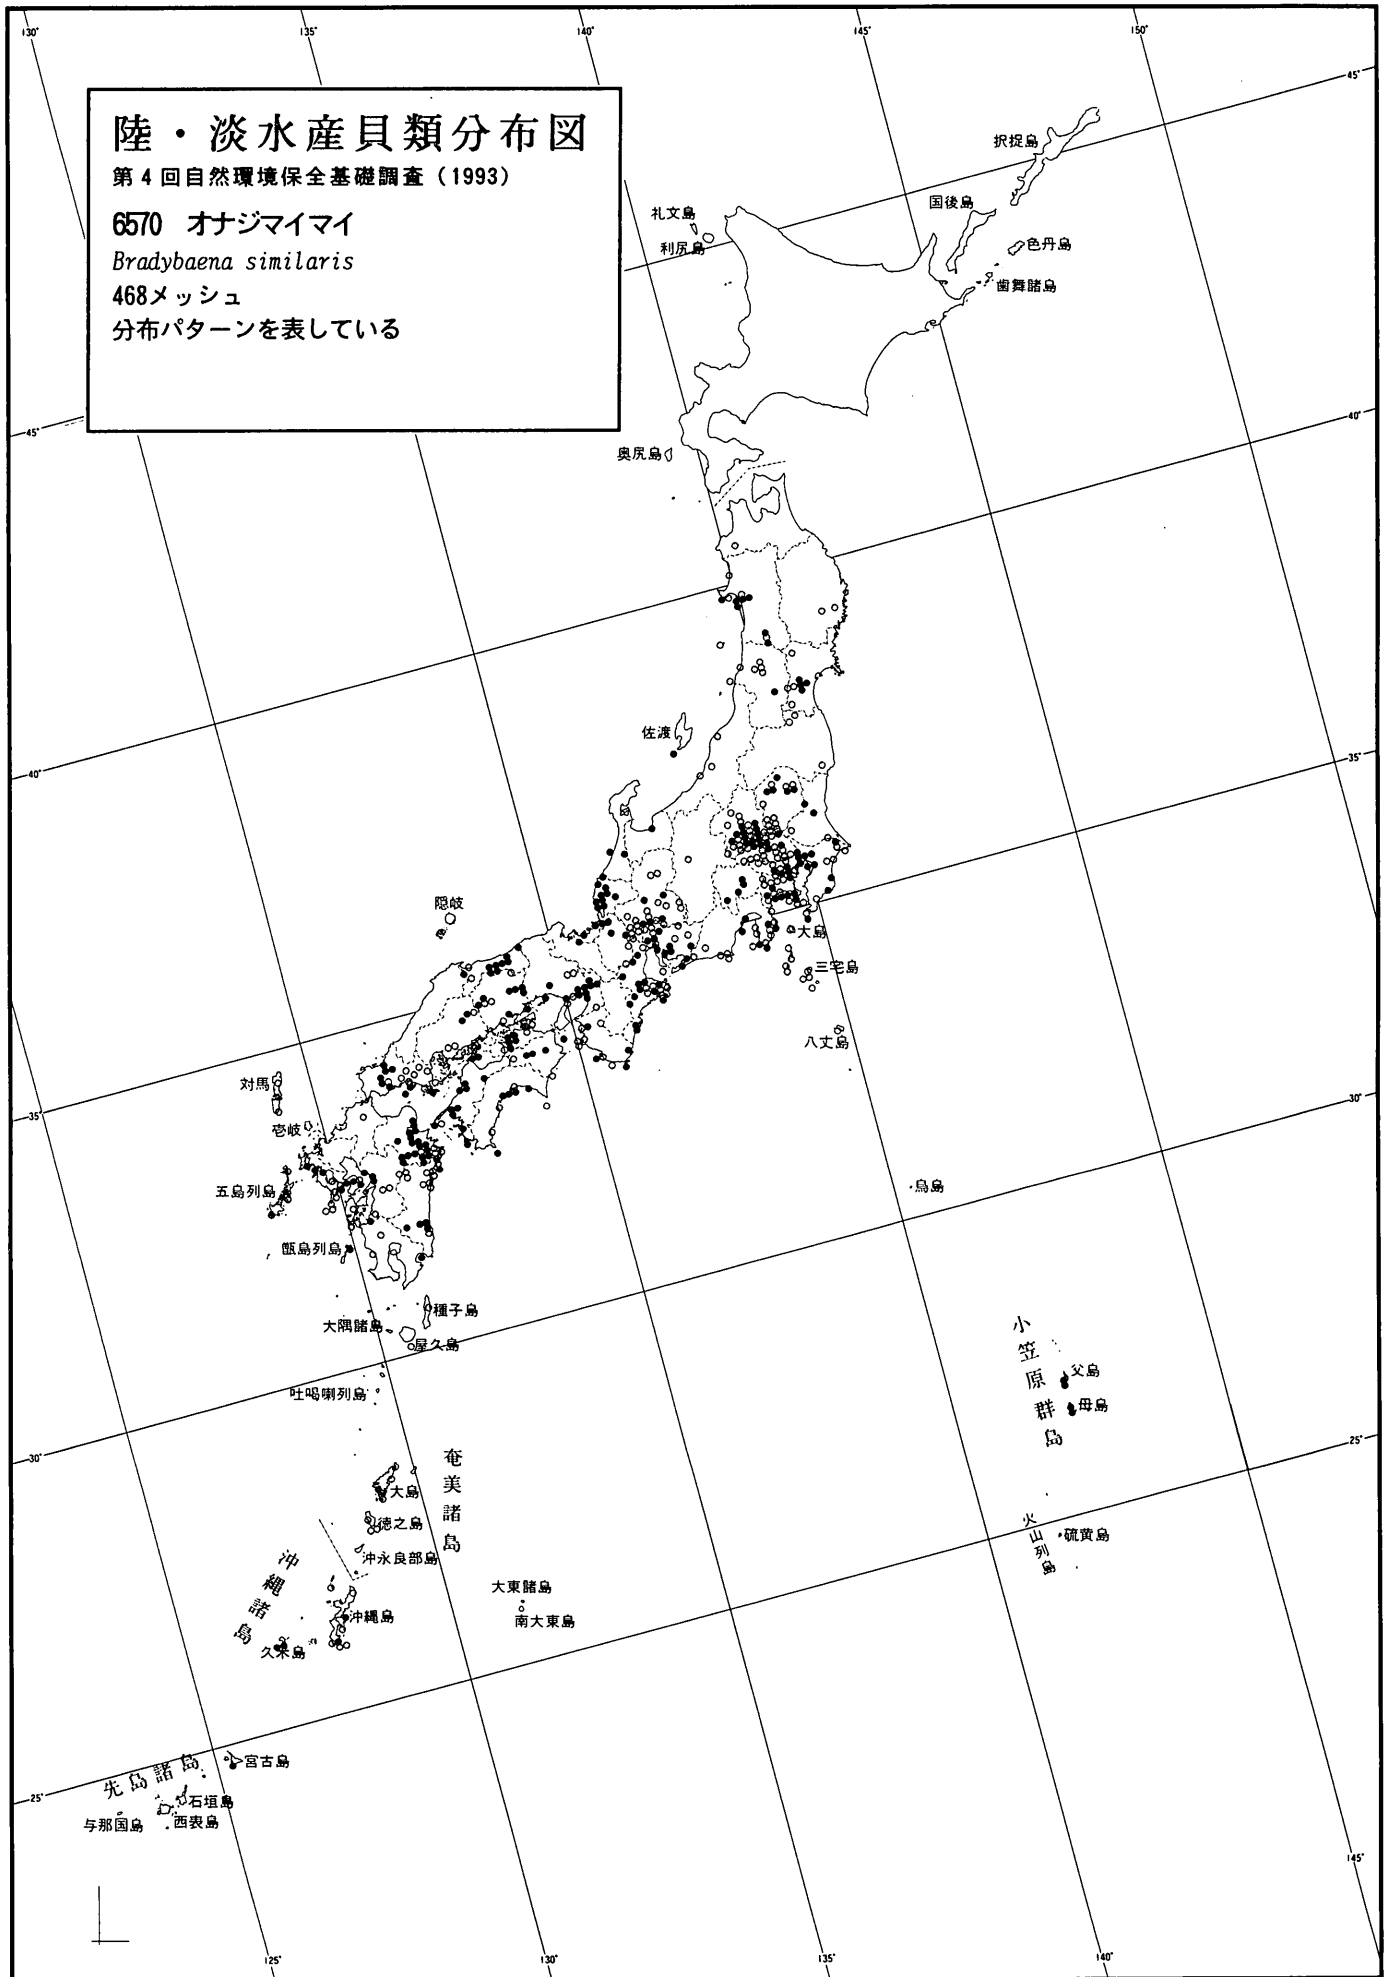 130°
135°
140°
145°
150°
陸・淡水産貝類分布図
第4回自然環境保全基礎調査（1993）
6570 オナジマイマイ
Bradybaena similaris
468メッシュ
分布パターンを表している
45°
択捉島
国後島
色丹島
歯舞諸島
礼文島
利尻島
奥尻島
45°
40°
佐渡
40°
35°
隠岐
大島
三宅島
八丈島
対馬
壱岐
35°
五島列島
甑島列島
30°
鳥島
種子島
大隅諸島
屋久島
吐噶喇列島
小笠原群島
父島
母島
30°
25°
奄美諸島
大島
徳之島
沖永良部島
火山列島
硫黄島
沖縄諸島
沖縄島
久米島
大東諸島
南大東島
先島諸島
宮古島
石垣島
西表島
与那国島
25°
145°
125°
130°
135°
140°